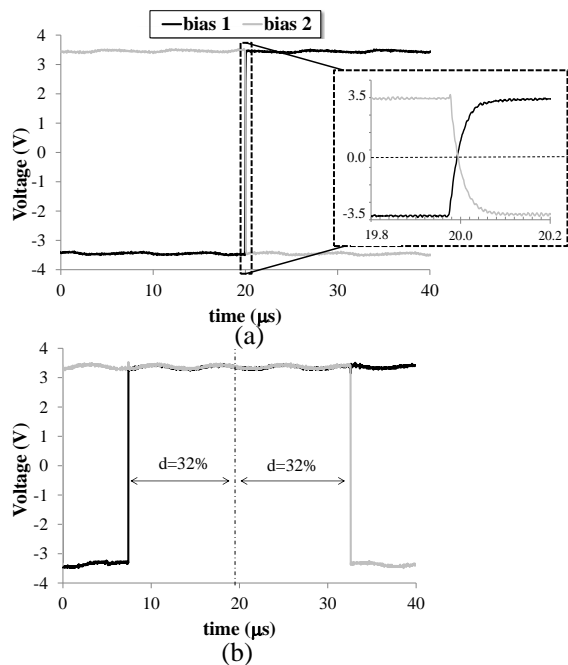 bias 1 bias 2
4
3
2
1
0
-1
-2
-3
-4
Voltage (V)
0 10 20 30 40
time (μs)
3.5
0.0
-3.5
19.8 20.0 20.2
(a)
4
3
2
1
0
-1
-2
-3
-4
Voltage (V)
d=32% d=32%
0 10 20 30 40
time (μs)
(b)